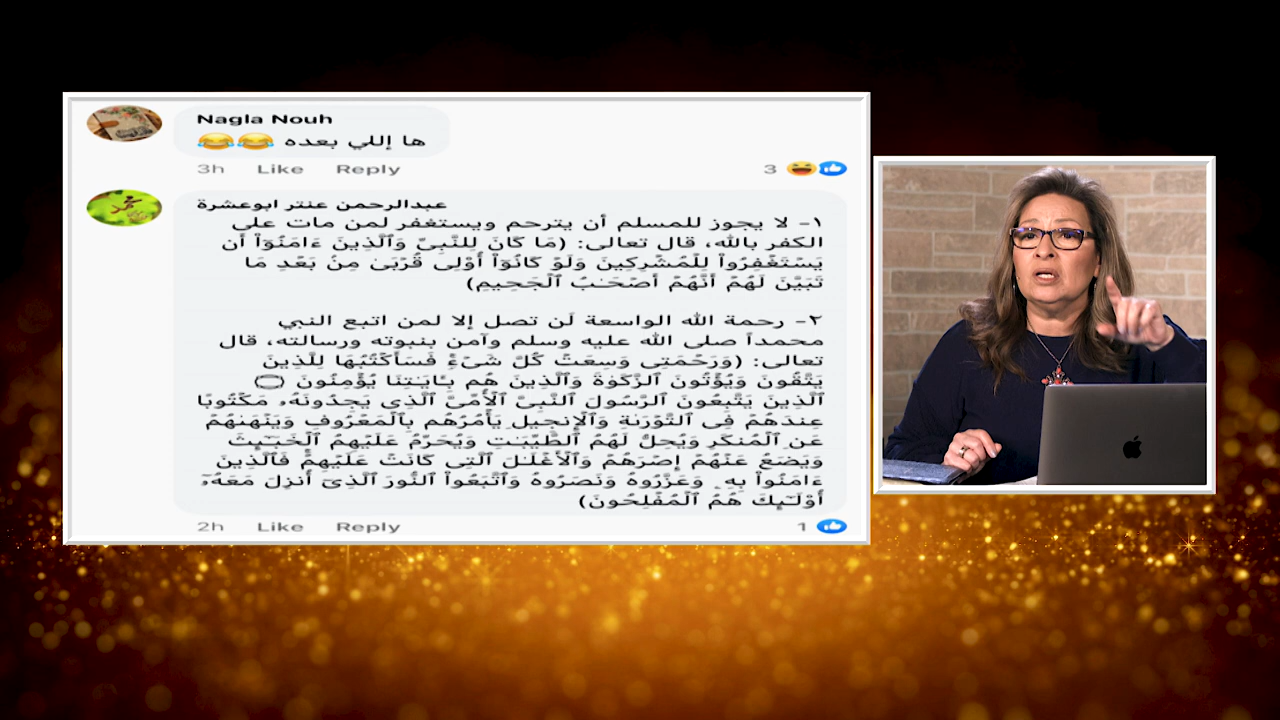 Nagla Nouh
ها إللي بعده 😂😂
3h Like Reply 3
عبدالرحمن عنتر ابوعشرة
١- لا يجوز للمسلم أن يترحم ويستغفر لمن مات على
الكفر بالله، قال تعالى: (مَا كَانَ لِلنَّبِىِّ وَٱلَّذِينَ ءَامَنُوٓا۟ أَن
يَسْتَغْفِرُوا۟ لِلْمُشْرِكِينَ وَلَوْ كَانُوٓا۟ أُو۟لِى قُرْبَىٰ مِنۢ بَعْدِ مَا
تَبَيَّنَ لَهُمْ أَنَّهُمْ أَصْحَـٰبُ ٱلْجَحِيمِ)
٢- رحمة الله الواسعة لن تصل إلا لمن اتبع النبي
محمداً صلى الله عليه وسلم وآمن بنبوته ورسالته، قال
تعالى: (وَرَحْمَتِى وَسِعَتْ كُلَّ شَىْءٍۢ ۚ فَسَأَكْتُبُهَا لِلَّذِينَ
يَتَّقُونَ وَيُؤْتُونَ ٱلزَّكَوٰةَ وَٱلَّذِينَ هُم بِـَٔايَـٰتِنَا يُؤْمِنُونَ ۝
ٱلَّذِينَ يَتَّبِعُونَ ٱلرَّسُولَ ٱلنَّبِىَّ ٱلْأُمِّىَّ ٱلَّذِى يَجِدُونَهُۥ مَكْتُوبًا
عِندَهُمْ فِى ٱلتَّوْرَىٰةِ وَٱلْإِنجِيلِ يَأْمُرُهُم بِٱلْمَعْرُوفِ وَيَنْهَىٰهُمْ
عَنِ ٱلْمُنكَرِ وَيُحِلُّ لَهُمُ ٱلطَّيِّبَـٰتِ وَيُحَرِّمُ عَلَيْهِمُ ٱلْخَبَـٰٓئِثَ
وَيَضَعُ عَنْهُمْ إِصْرَهُمْ وَٱلْأَغْلَـٰلَ ٱلَّتِى كَانَتْ عَلَيْهِمْ ۚ فَٱلَّذِينَ
ءَامَنُوا۟ بِهِۦ وَعَزَّرُوهُ وَنَصَرُوهُ وَٱتَّبَعُوا۟ ٱلنُّورَ ٱلَّذِىٓ أُنزِلَ مَعَهُۥٓ ۙ
أُو۟لَـٰٓئِكَ هُمُ ٱلْمُفْلِحُونَ)
2h Like Reply 1